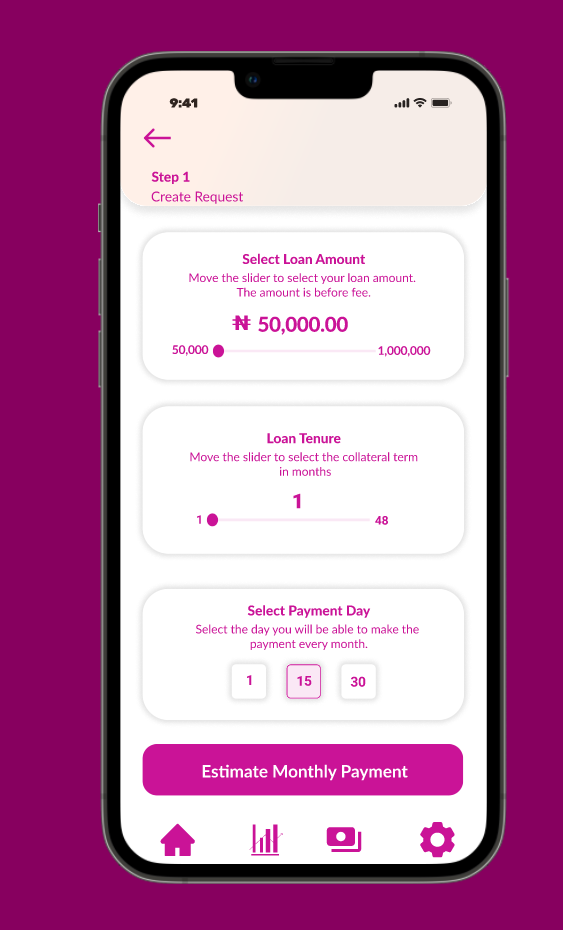 9:41
Step 1
Create Request
Select Loan Amount
Move the slider to select your loan amount.
The amount is before fee.
₦ 50,000.00
50,000 1,000,000
Loan Tenure
Move the slider to select the collateral term
in months
1
1 48
Select Payment Day
Select the day you will be able to make the
payment every month.
1 15 30
Estimate Monthly Payment